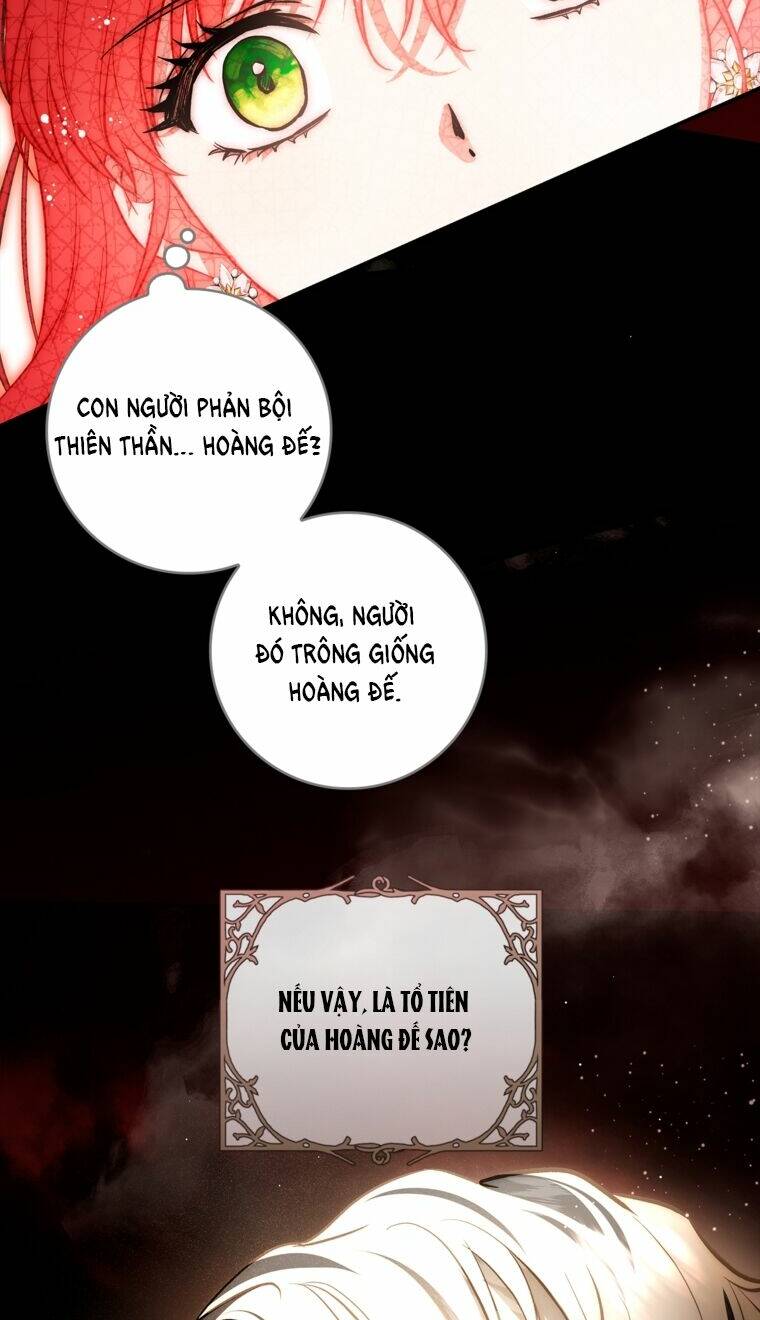 CON NGƯỜI PHẢN BỘI
THIÊN THẦN... HOÀNG ĐẾ?
KHÔNG, NGƯỜI
ĐÓ TRÔNG GIỐNG
HOÀNG ĐẾ.
NẾU VẬY, LÀ TỔ TIÊN
CỦA HOÀNG ĐẾ SAO?